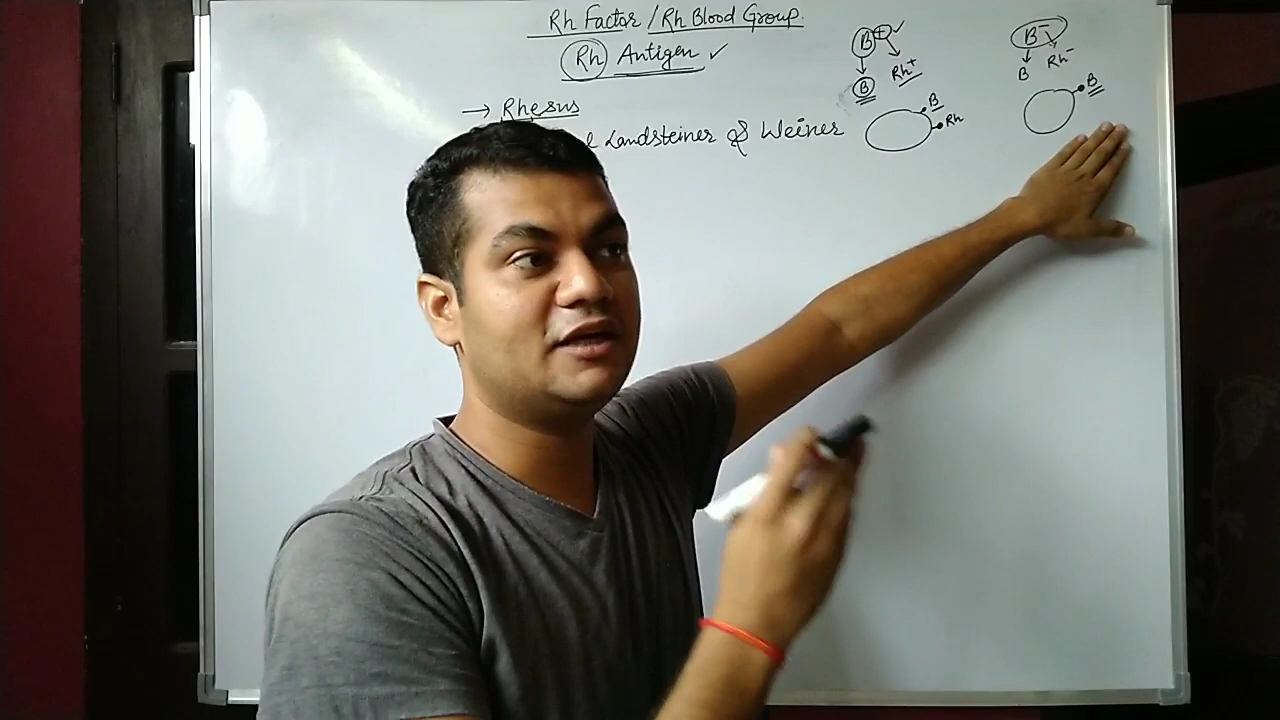 Rh Factor / Rh Blood Group.
Rh Antigen ✓
→ Rhesus
l Landsteiner & Weiner
B+ ✓
B Rh+
B
Rh
B-
B Rh-
B